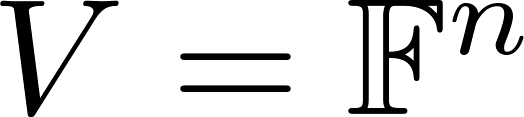 V = 𝔽ⁿ